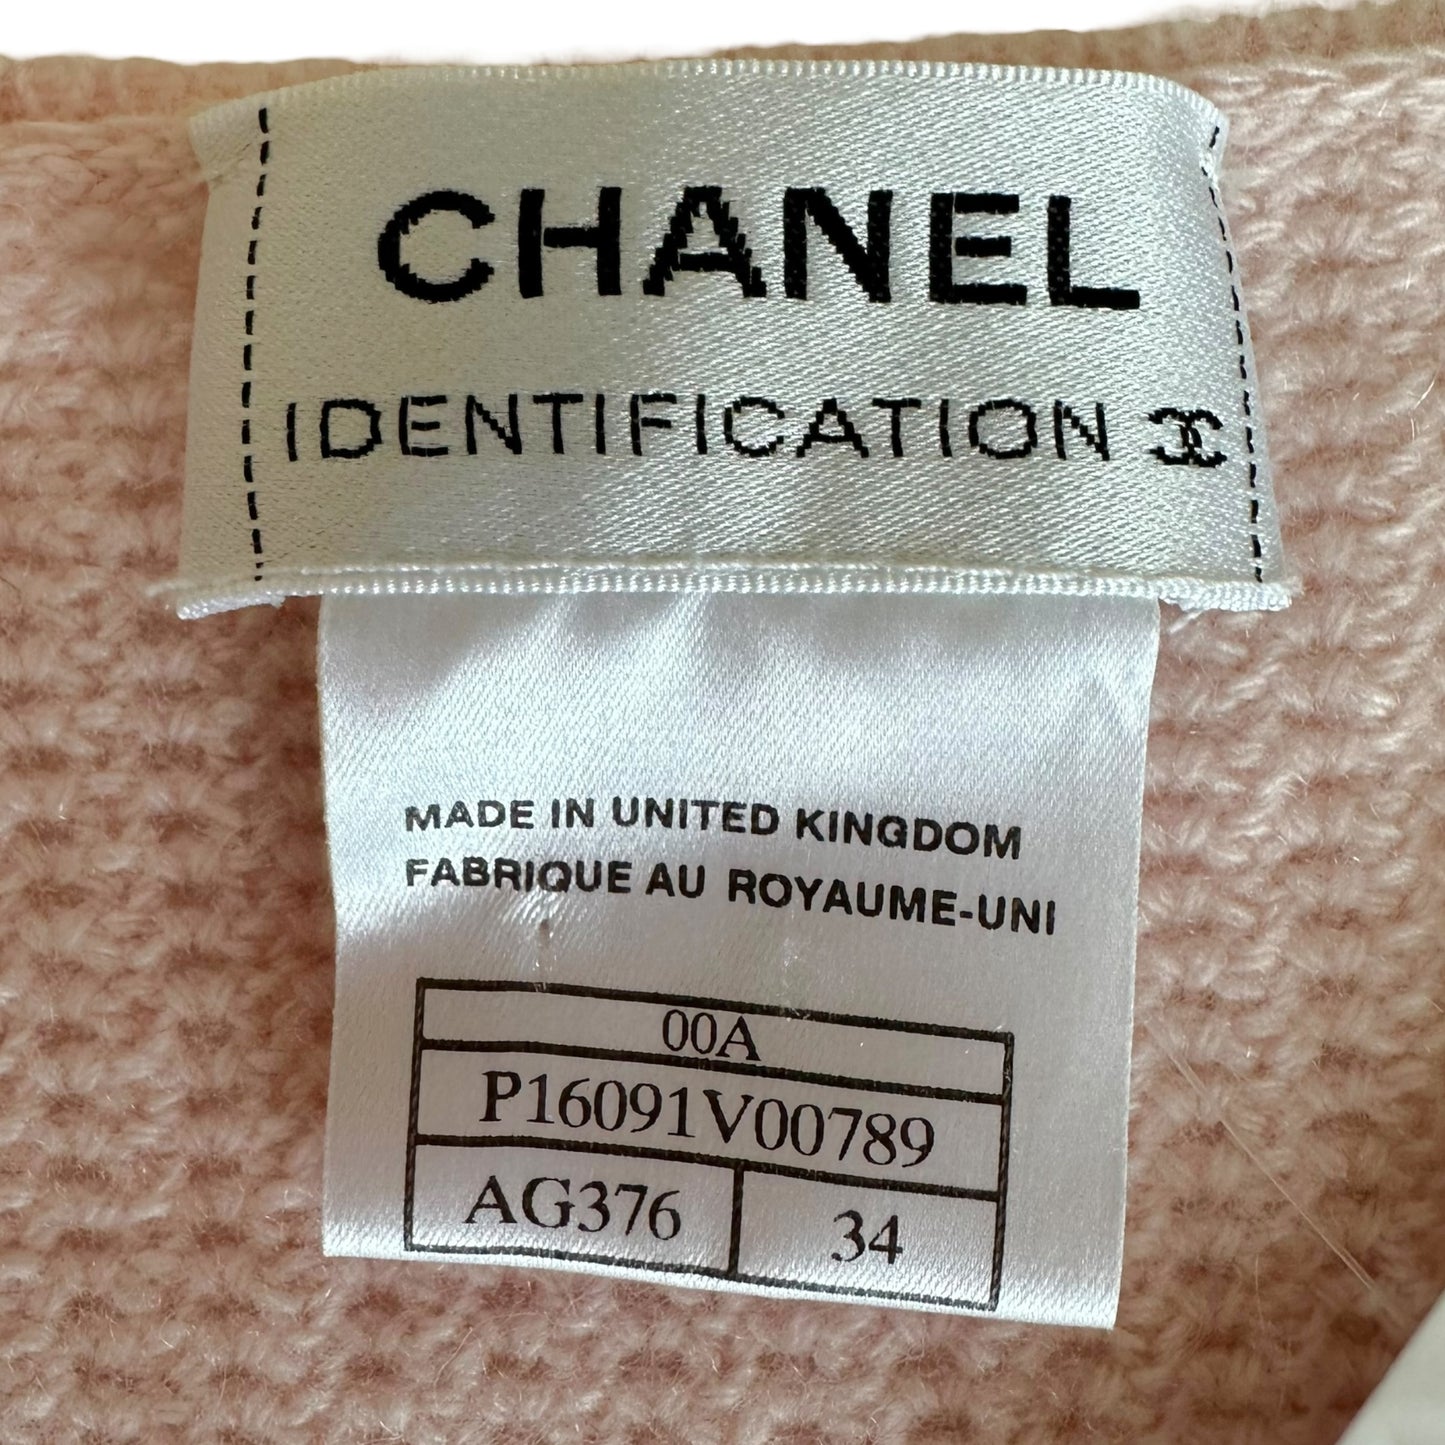 CHANEL
IDENTIFICATION
MADE IN UNITED KINGDOM
FABRIQUE AU ROYAUME-UNI
00A
P16091V00789
AG376 34